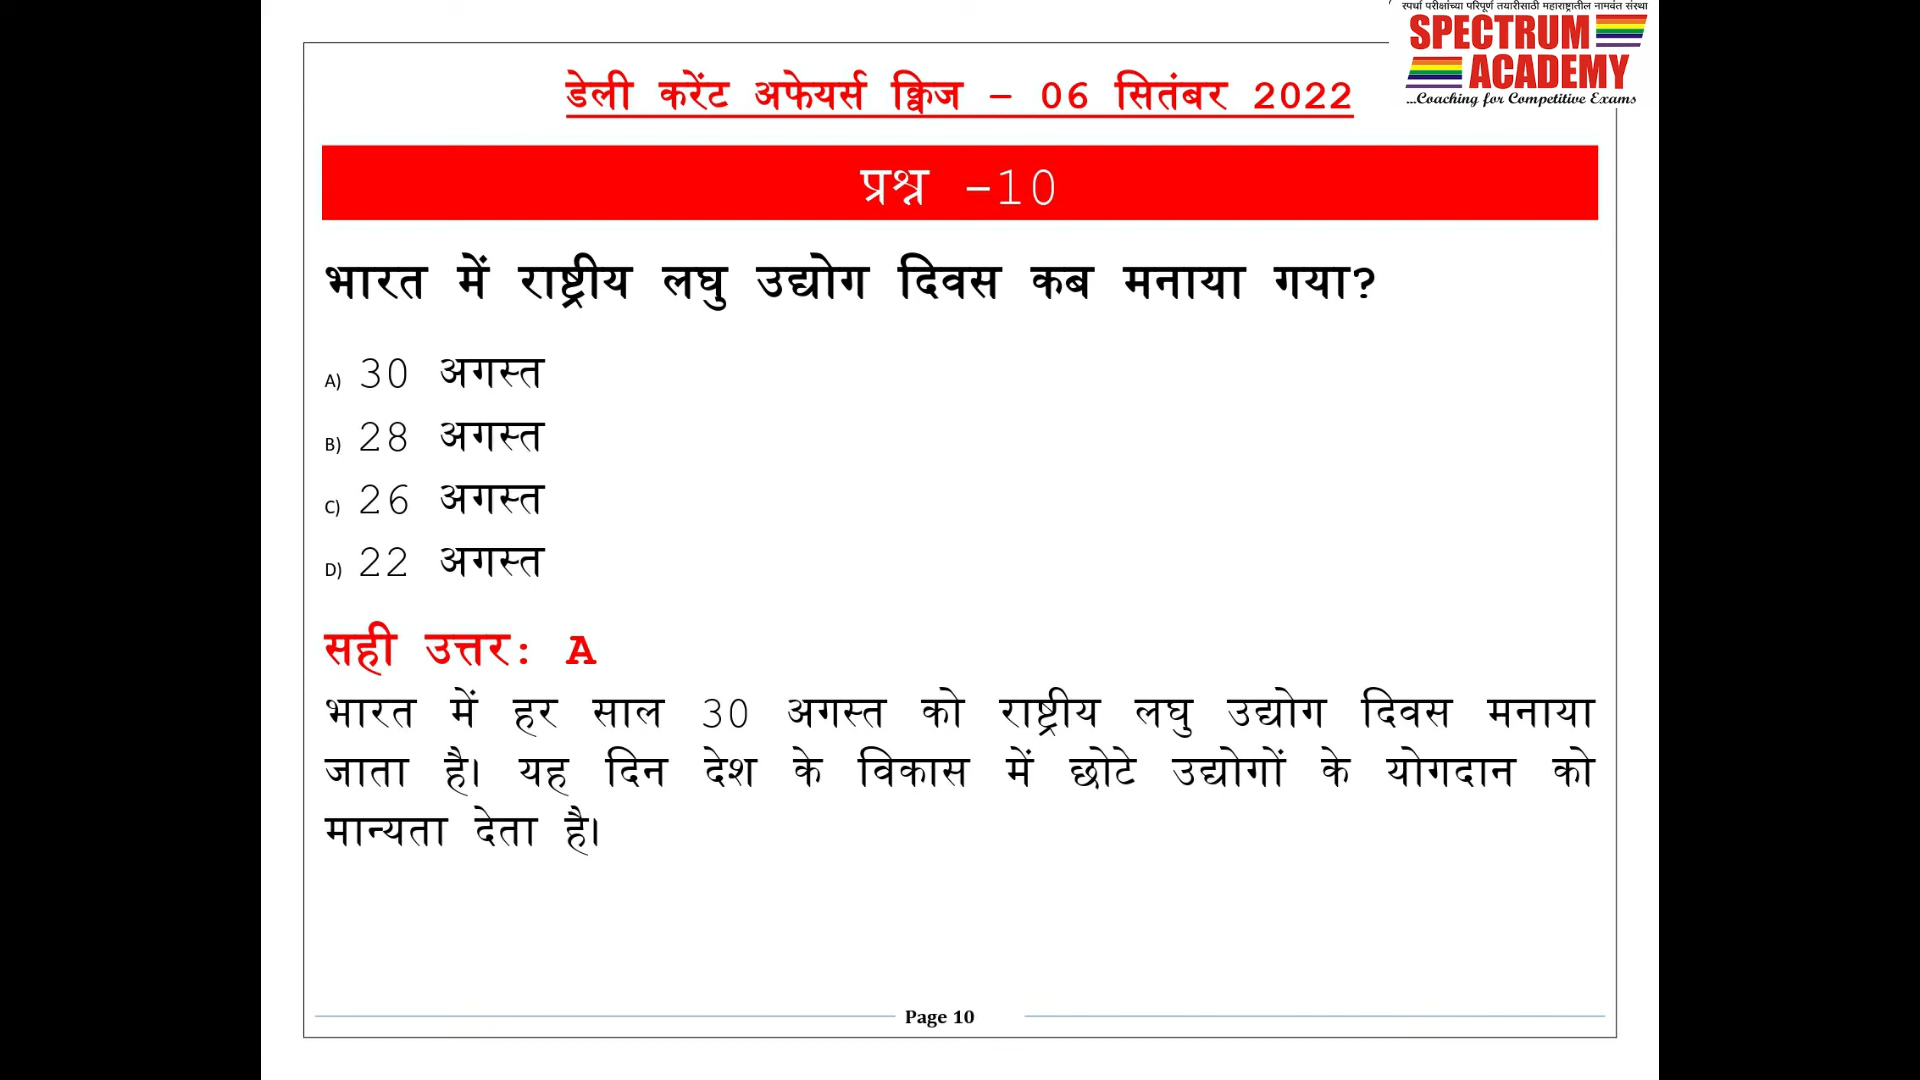 स्पर्धा परीक्षांच्या परिपूर्ण तयारीसाठी महाराष्ट्रातील नामवंत संस्था
SPECTRUM
ACADEMY
...Coaching for Competitive Exams
डेली करेंट अफेयर्स क्विज – 06 सितंबर 2022
प्रश्न -10
भारत में राष्ट्रीय लघु उद्योग दिवस कब मनाया गया?
A) 30 अगस्त
B) 28 अगस्त
C) 26 अगस्त
D) 22 अगस्त
सही उत्तर: A
भारत में हर साल 30 अगस्त को राष्ट्रीय लघु उद्योग दिवस मनाया
जाता है। यह दिन देश के विकास में छोटे उद्योगों के योगदान को
मान्यता देता है।
Page 10